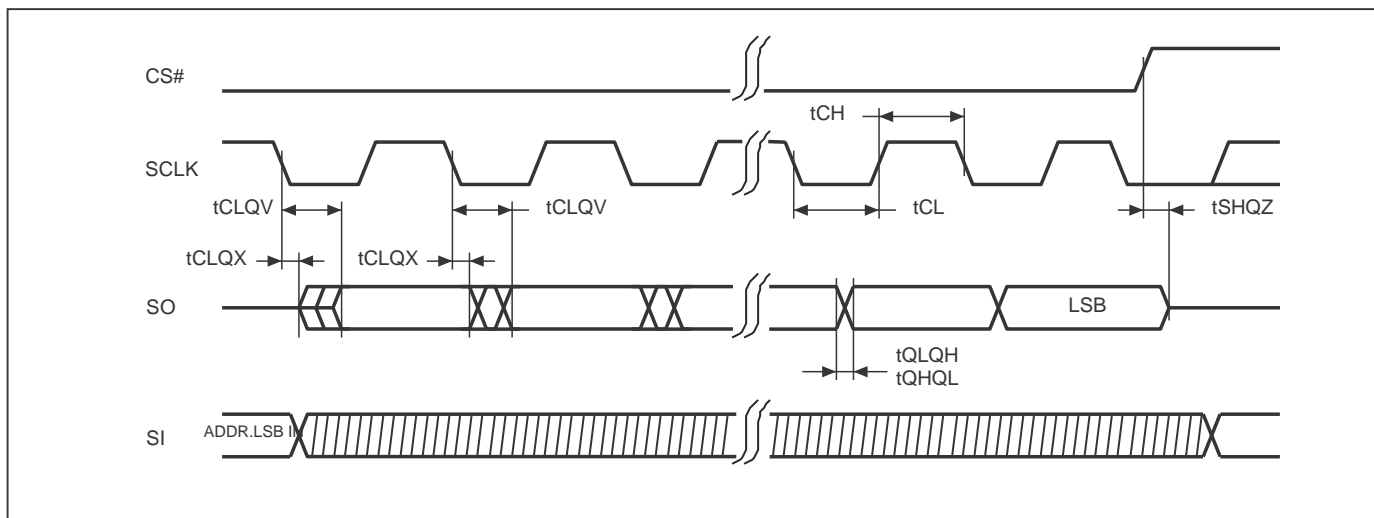 CS#
tCH
SCLK
tCLQV
tCLQV
tCL
tSHQZ
tCLQX
tCLQX
SO
LSB
tQLQH
tQHQL
SI
ADDR.LSB IN